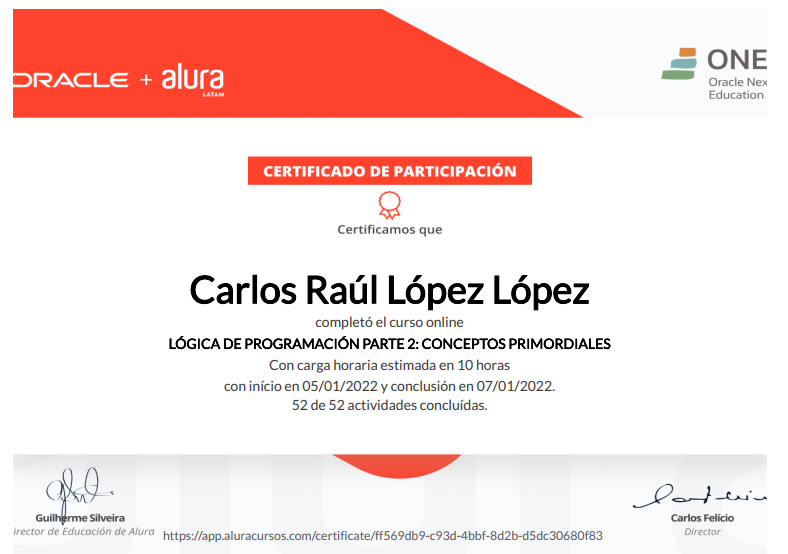 ORACLE + alura
LATAM
ONE
Oracle Nex
Education
CERTIFICADO DE PARTICIPACIÓN
Certificamos que
Carlos Raúl López López
completó el curso online
LÓGICA DE PROGRAMACIÓN PARTE 2: CONCEPTOS PRIMORDIALES
Con carga horaria estimada en 10 horas
con início en 05/01/2022 y conclusión en 07/01/2022.
52 de 52 actividades concluídas.
Guilherme Silveira
irector de Educación de Alura
https://app.aluracursos.com/certificate/ff569db9-c93d-4bbf-8d2b-d5dc30680f83
Carlos Felício
Director